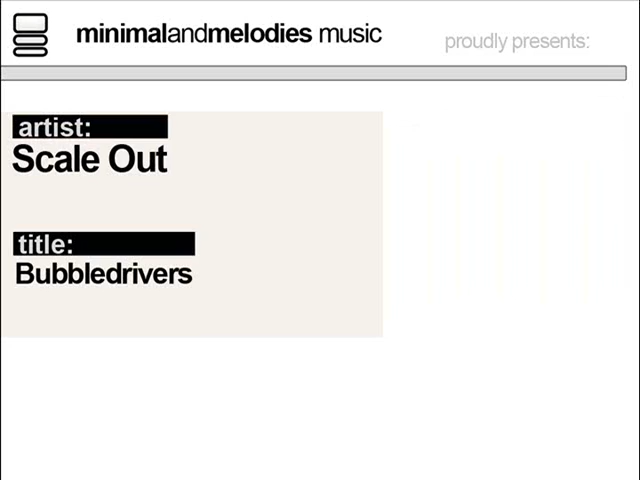 minimalandmelodies music
proudly presents:
artist:
Scale Out
title:
Bubbledrivers